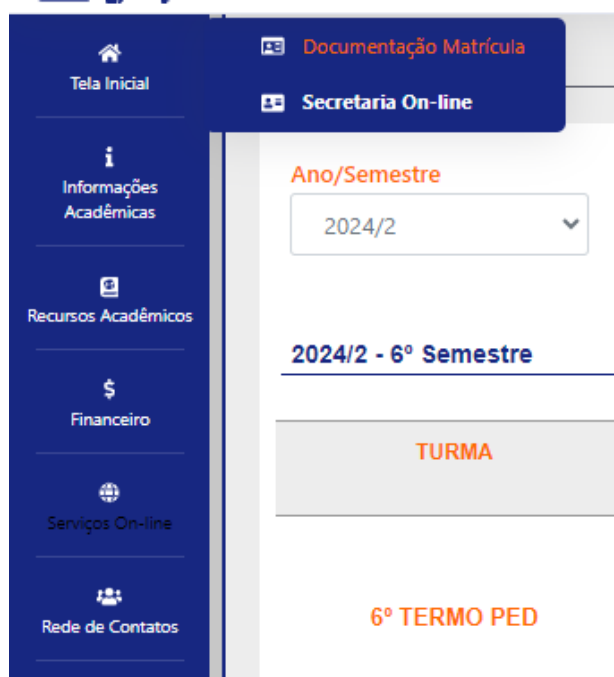 Tela Inicial
Informações
Acadêmicas
Recursos Acadêmicos
$
Financeiro
Serviços On-line
Rede de Contatos
Documentação Matrícula
Secretaria On-line
Ano/Semestre
2024/2
2024/2 - 6º Semestre
TURMA
6º TERMO PED